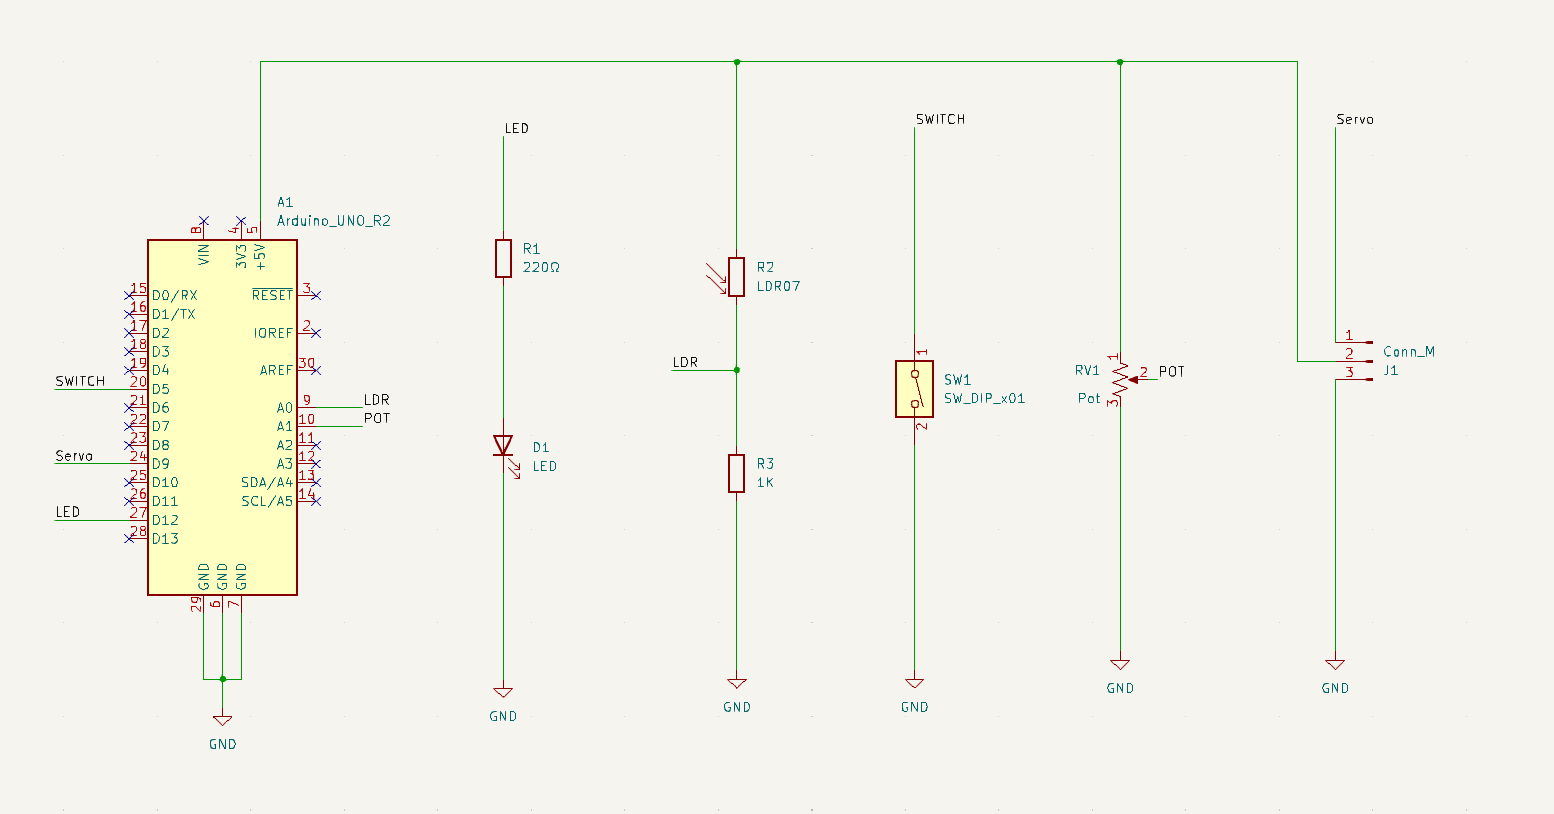 LED
SWITCH
Servo
A1
Arduino_UNO_R2
8
4
5
VIN
3V3
+5V
15
D0/RX
RESET
3
16
D1/TX
17
D2
IOREF
2
18
D3
19
D4
AREF
30
SWITCH
20
D5
21
D6
A0
9
LDR
22
D7
A1
10
POT
23
D8
A2
11
Servo
24
D9
A3
12
25
D10
SDA/A4
13
26
D11
SCL/A5
14
LED
27
D12
28
D13
GND
GND
GND
29
6
7
GND
R1
220Ω
D1
LED
GND
R2
LDR07
LDR
R3
1K
GND
1
SW1
SW_DIP_x01
2
GND
1
RV1
2
POT
Pot
3
GND
1
2
Conn_M
3
J1
GND